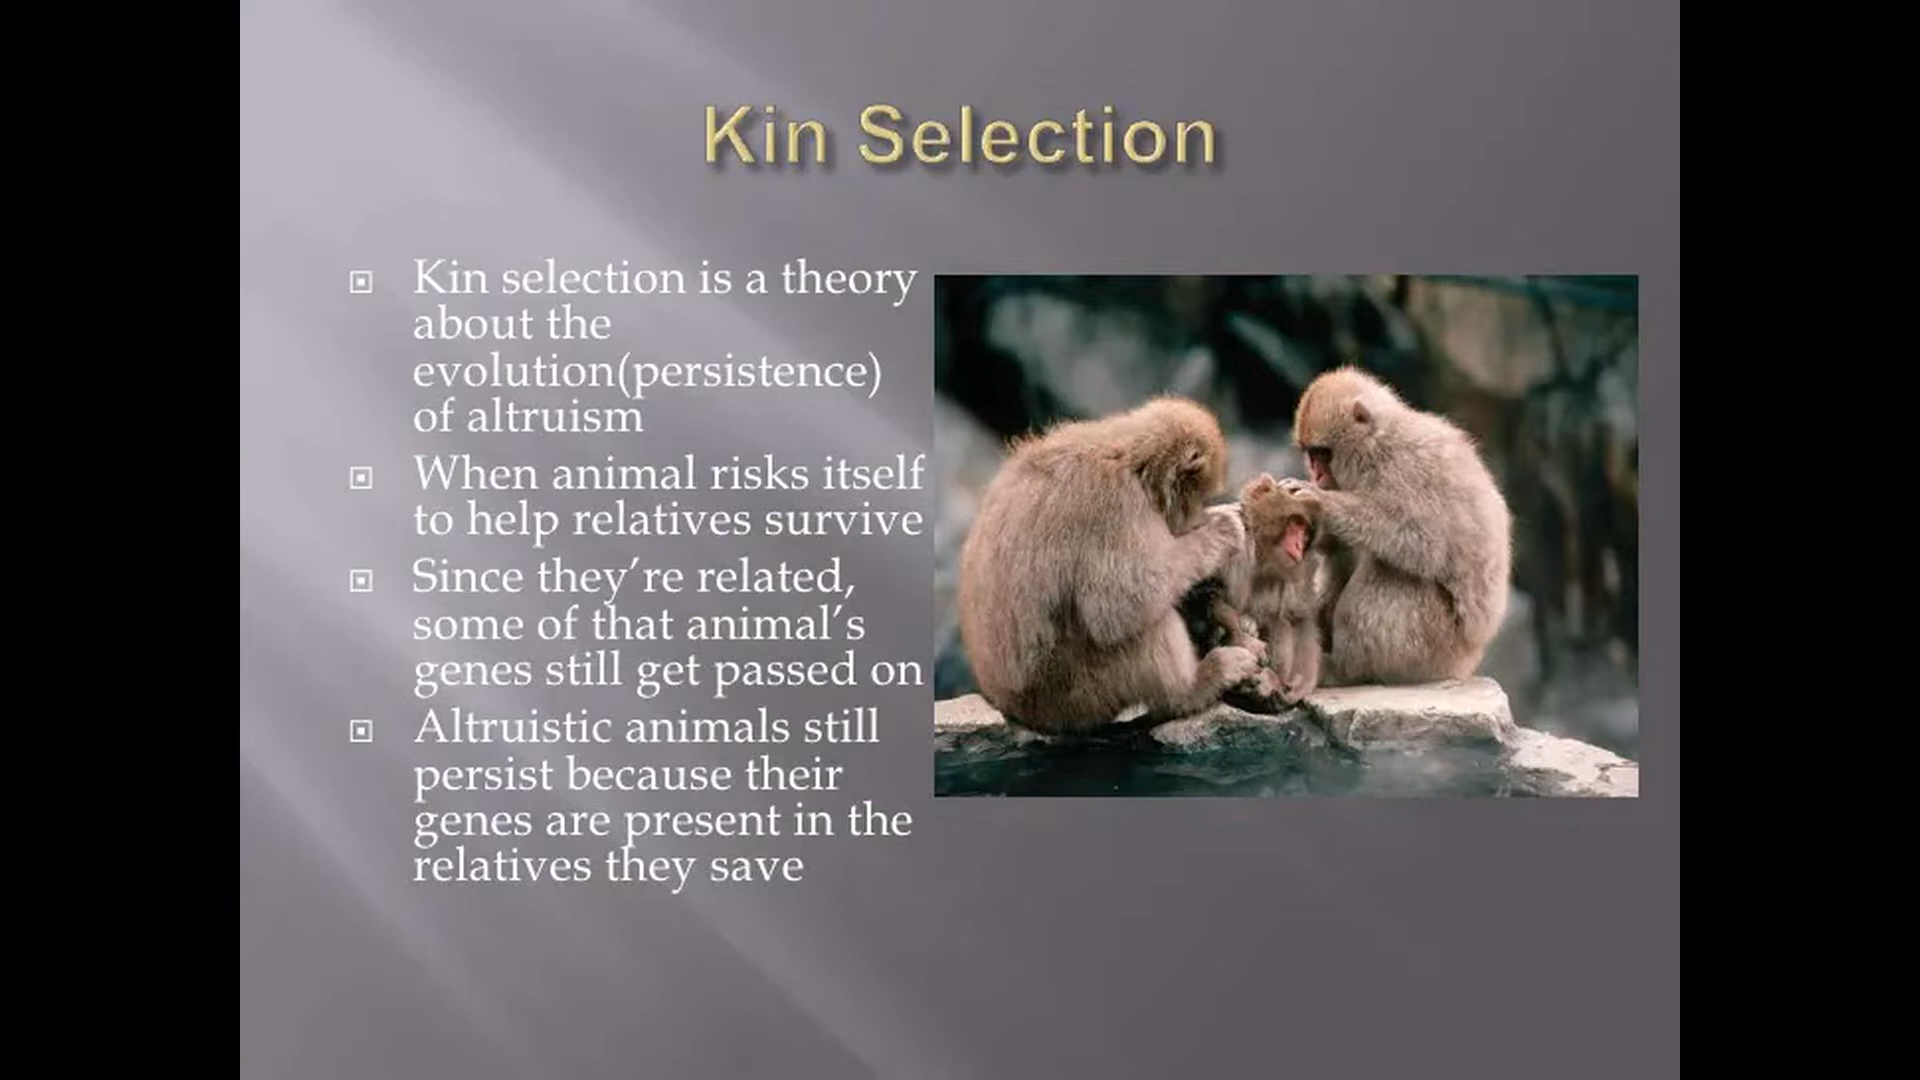 Kin Selection
Kin selection is a theory
about the
evolution(persistence)
of altruism
When animal risks itself
to help relatives survive
Since they’re related,
some of that animal’s
genes still get passed on
Altruistic animals still
persist because their
genes are present in the
relatives they save